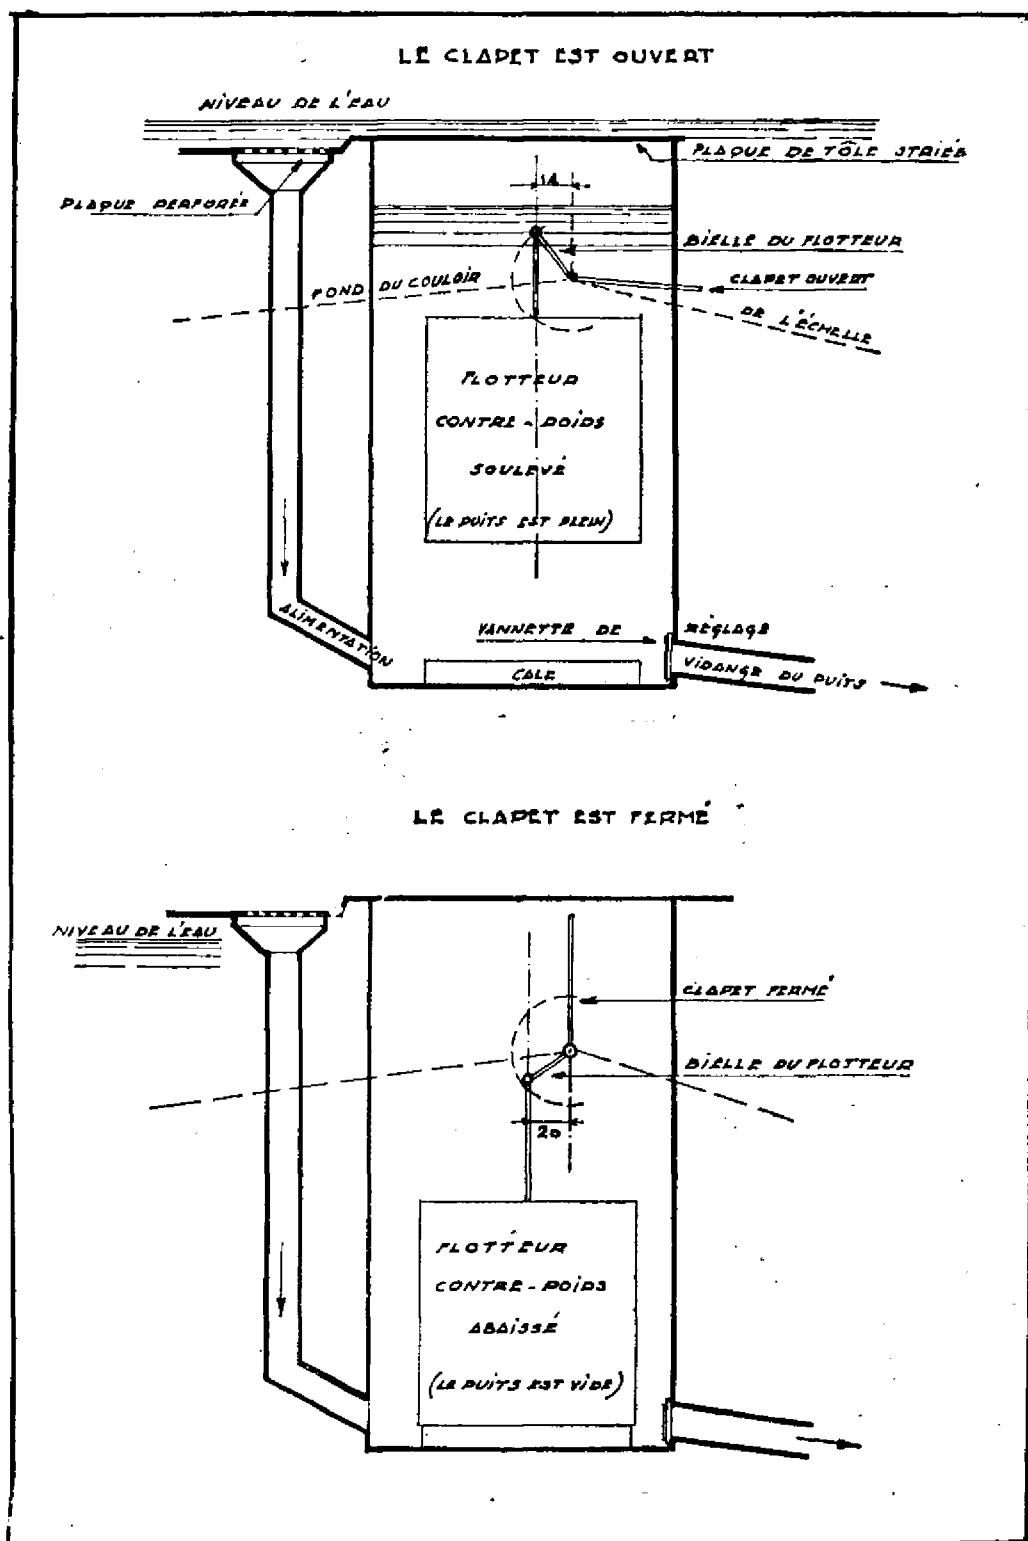 LE CLAPET EST OUVERT
NIVEAU DE L'EAU
PLAQUE DE TÔLE STRIÉE
14
PLAQUE PERFORÉE
BIELLE DU FLOTTEUR
FOND DU COULOIR
CLAPET OUVERT
DE L'ÉCHELLE
FLOTTEUR
CONTRE-POIDS
SOULEVÉ
(LE PUITS EST PLEIN)
ALIMENTATION
VANNETTE DE RÉGLAGE
CALE
VIDANGE DU PUITS
LE CLAPET EST FERMÉ
NIVEAU DE L'EAU
CLAPET FERMÉ
BIELLE DU FLOTTEUR
20
FLOTTEUR
CONTRE-POIDS
ABAISSÉ
(LE PUITS EST VIDE)